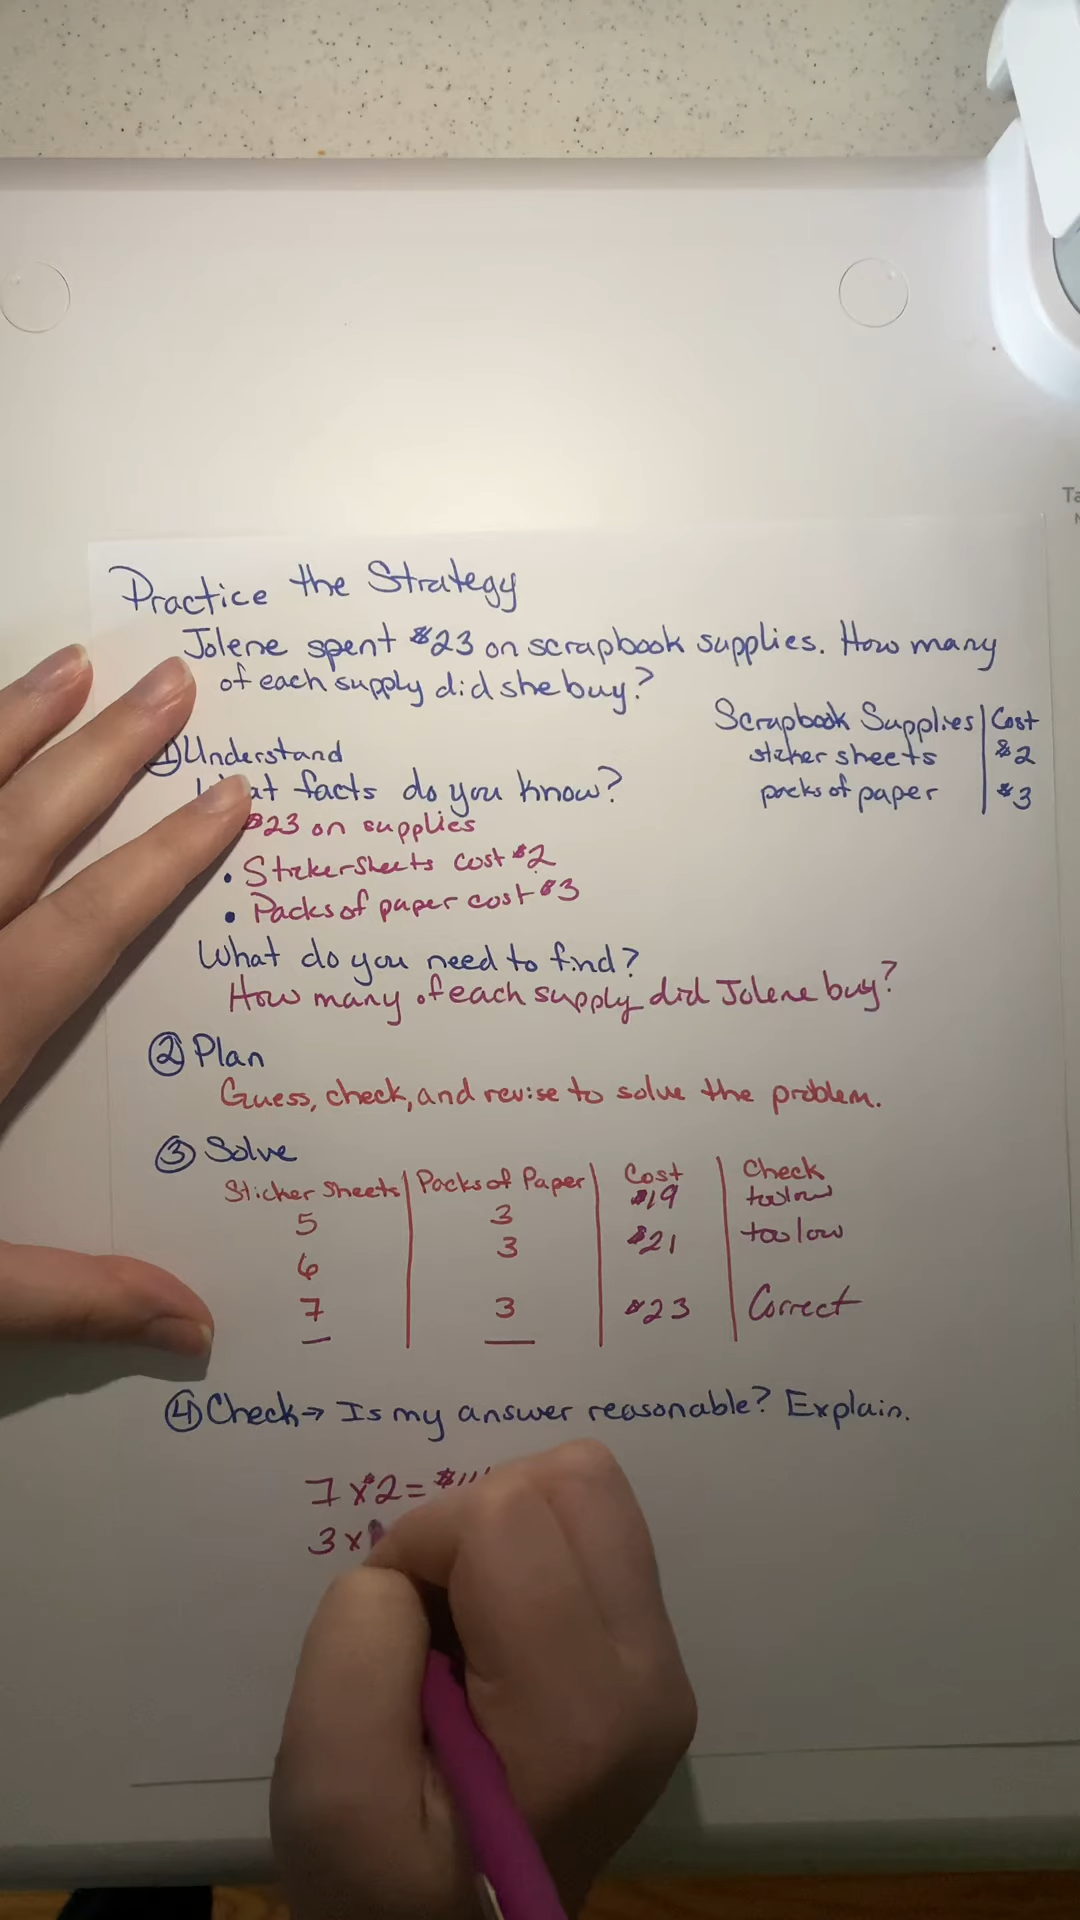 Practice the Strategy
Jolene spent $23 on scrapbook supplies. How many
of each supply did she buy?
Scrapbook Supplies | Cost
sticker sheets | $2
packs of paper | $3
① Understand
What facts do you know?
$23 on supplies
• Sticker Sheets cost $2
• Packs of paper cost $3
What do you need to find?
How many of each supply did Jolene buy?
② Plan
Guess, check, and revise to solve the problem.
③ Solve
Sticker Sheets | Packs of Paper | Cost | Check
5 3 $19 too low
6 3 $21 too low
7 3 $23 Correct
④ Check → Is my answer reasonable? Explain.
7 x $2 = $
3 x